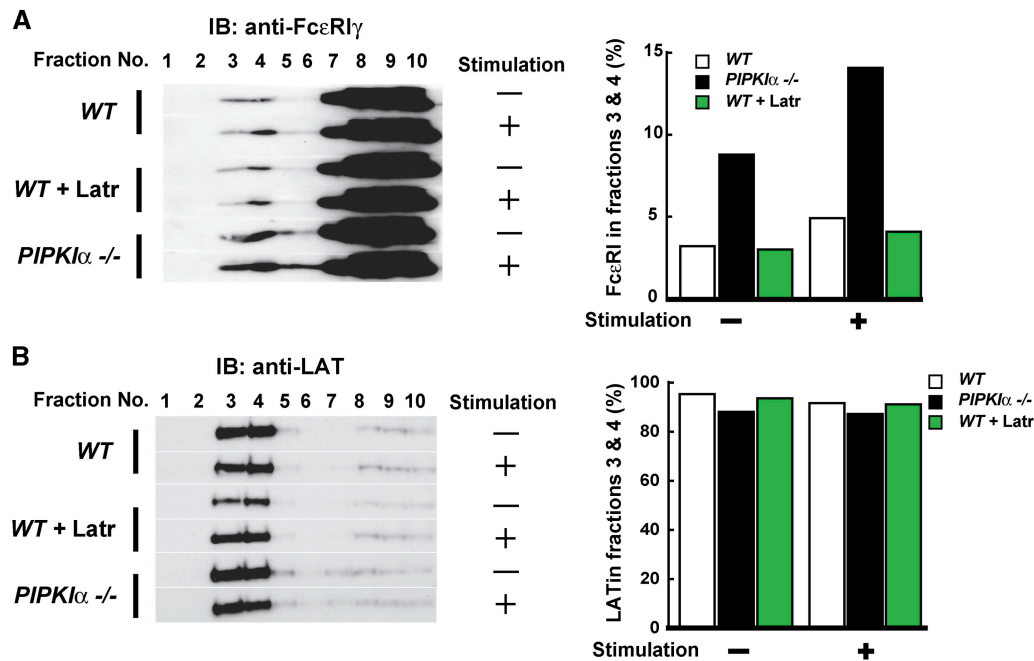 A
IB: anti-FcεRIγ
Fraction No. 1 2 3 4 5 6 7 8 9 10 Stimulation
WT
−
+
WT + Latr
−
+
PIPKIα -/-
−
+
FcεRI in fractions 3 & 4 (%)
15
10
5
0
WT
PIPKIα -/-
WT + Latr
Stimulation − +
B
IB: anti-LAT
Fraction No. 1 2 3 4 5 6 7 8 9 10 Stimulation
WT
−
+
WT + Latr
−
+
PIPKIα -/-
−
+
LATin fractions 3 & 4 (%)
100
80
60
40
20
0
WT
PIPKIα -/-
WT + Latr
Stimulation − +